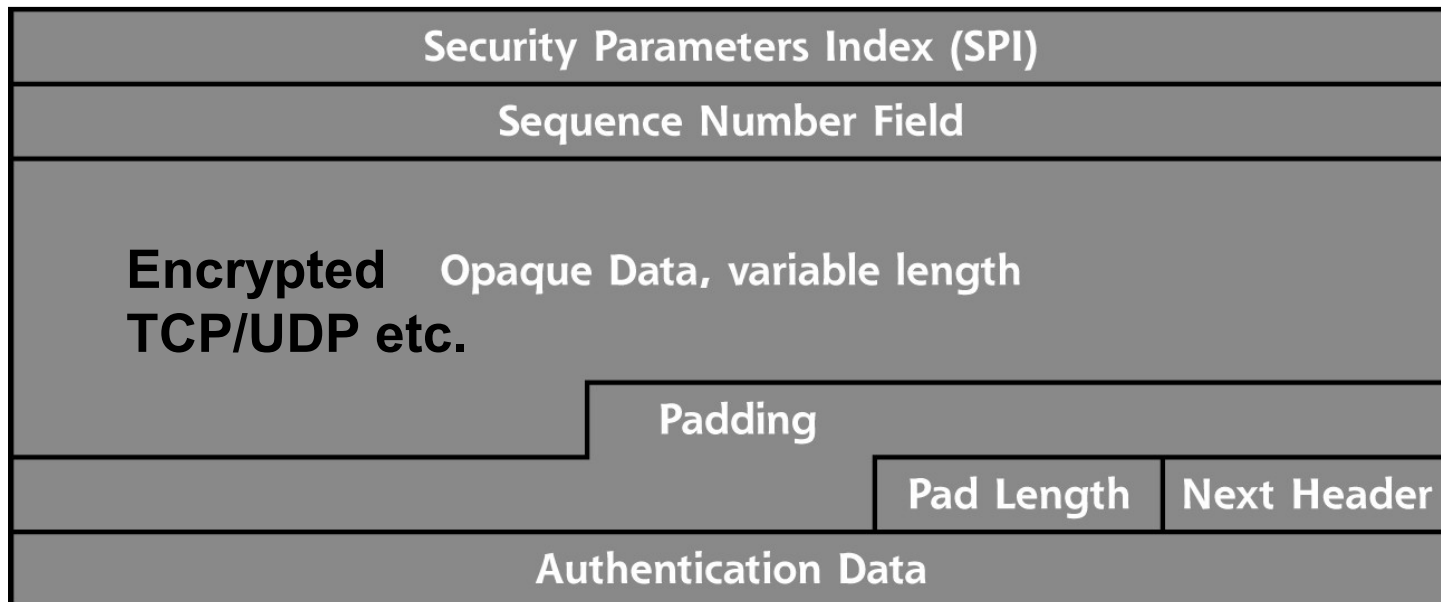 Security Parameters Index (SPI)
Sequence Number Field
Encrypted Opaque Data, variable length
TCP/UDP etc.
Padding
Pad Length Next Header
Authentication Data